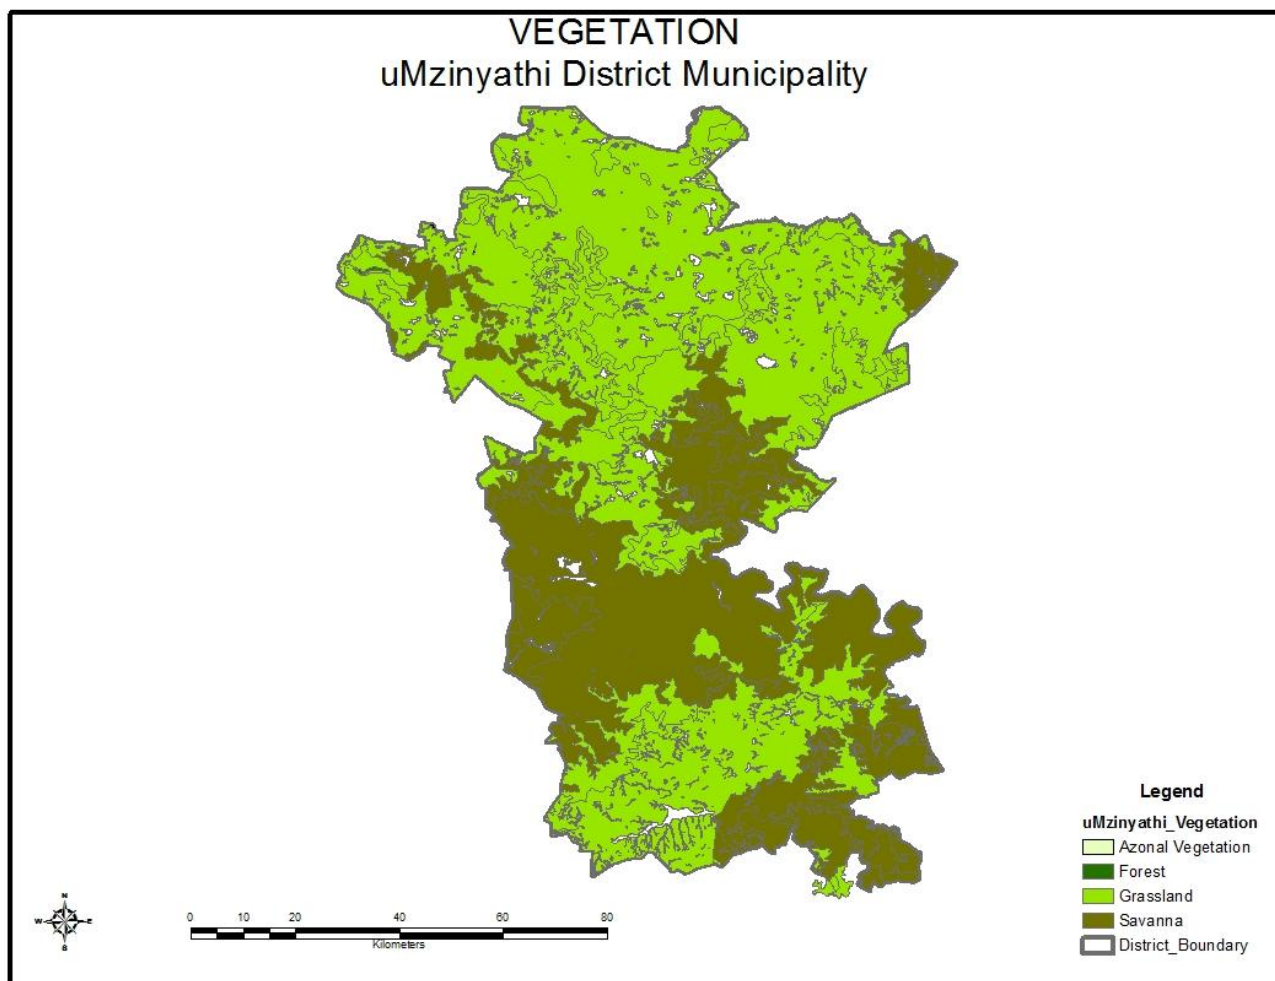 VEGETATION
uMzinyathi District Municipality
Legend
uMzinyathi_Vegetation
Azonal Vegetation
Forest
Grassland
Savanna
District_Boundary
N
W E
S
0 10 20 40 60 80
Kilometers